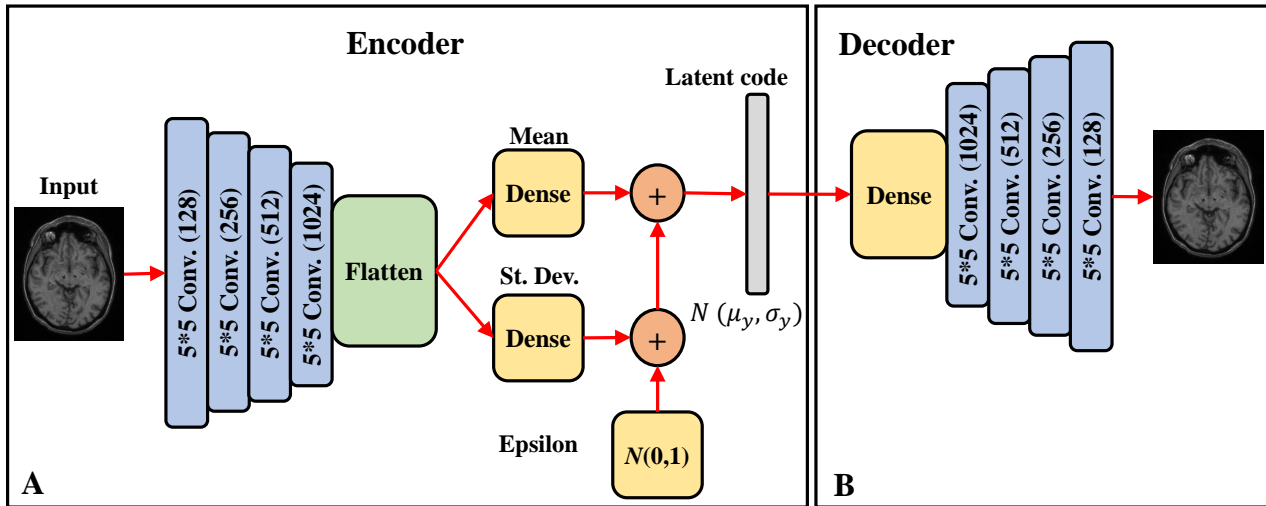 Encoder
Input
5*5 Conv. (128)
5*5 Conv. (256)
5*5 Conv. (512)
5*5 Conv. (1024)
Flatten
Mean
Dense
St. Dev.
Dense
+
+
Epsilon
N(0,1)
Latent code
N (μ_y, σ_y)
A
Decoder
Dense
5*5 Conv. (1024)
5*5 Conv. (512)
5*5 Conv. (256)
5*5 Conv. (128)
B